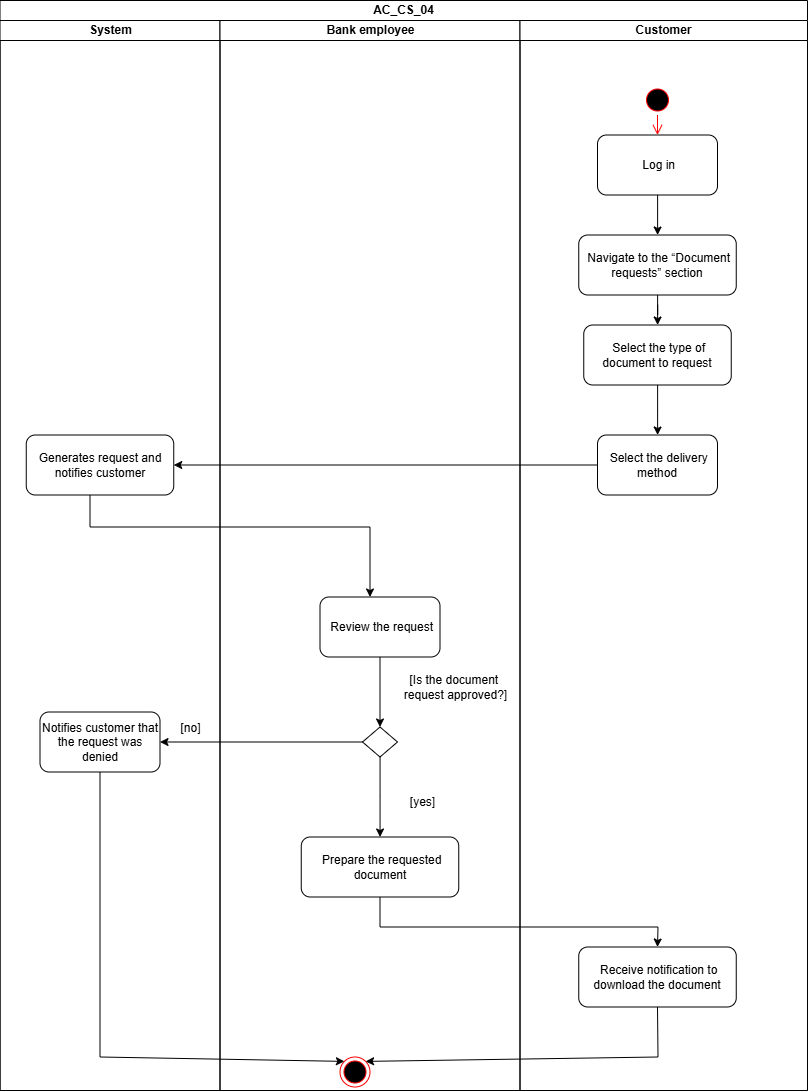 AC_CS_04
System
Bank employee
Customer
Log in
Navigate to the “Document
requests” section
Select the type of
document to request
Generates request and
notifies customer
Select the delivery
method
Review the request
[Is the document
request approved?]
Notifies customer that
the request was
denied
[no]
[yes]
Prepare the requested
document
Receive notification to
download the document